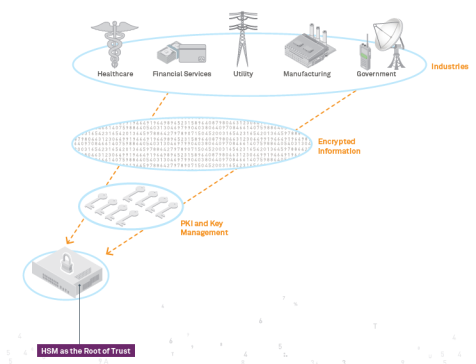 Healthcare
Financial Services
Utility
Manufacturing
Government
Industries
Encrypted
Information
PKI and Key
Management
HSM as the Root of Trust